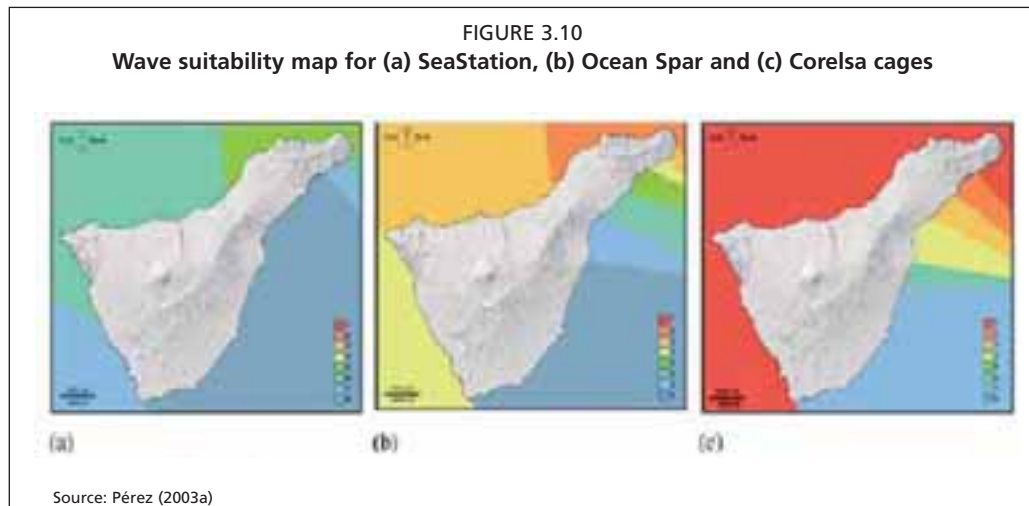 FIGURE 3.10
Wave suitability map for (a) SeaStation, (b) Ocean Spar and (c) Corelsa cages
(a)
(b)
(c)
Source: Pérez (2003a)